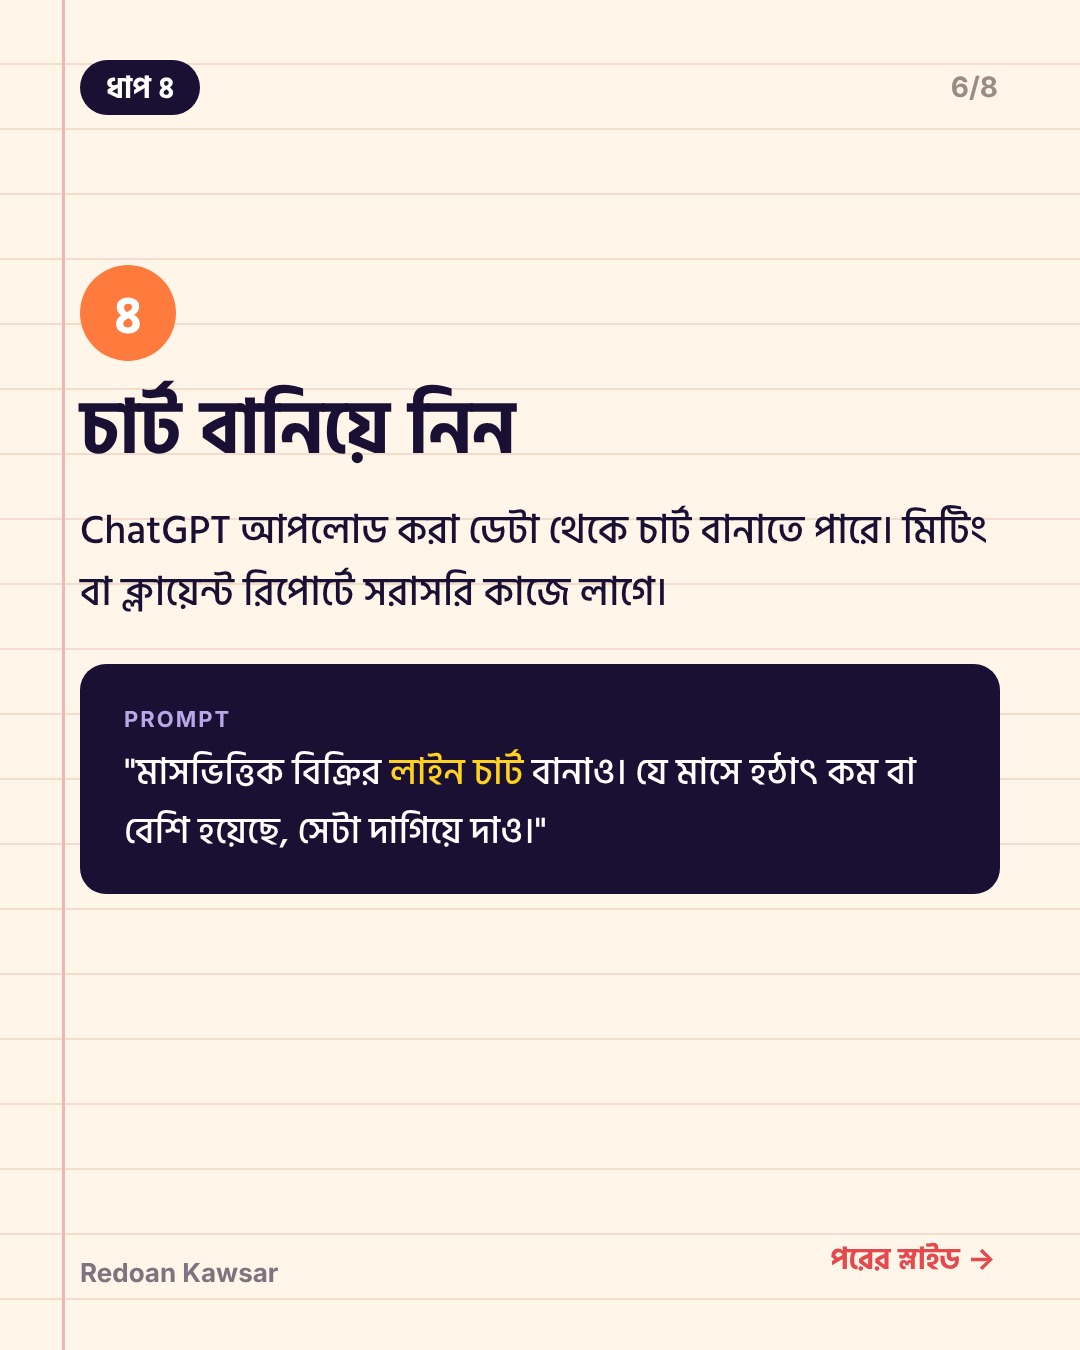 ধাপ ৪
6/8
৪
চার্ট বানিয়ে নিন
ChatGPT আপলোড করা ডেটা থেকে চার্ট বানাতে পারে। মিটিং
বা ক্লায়েন্ট রিপোর্টে সরাসরি কাজে লাগে।
PROMPT
"মাসভিত্তিক বিক্রির লাইন চার্ট বানাও। যে মাসে হঠাৎ কম বা
বেশি হয়েছে, সেটা দাগিয়ে দাও।"
Redoan Kawsar
পরের স্লাইড →